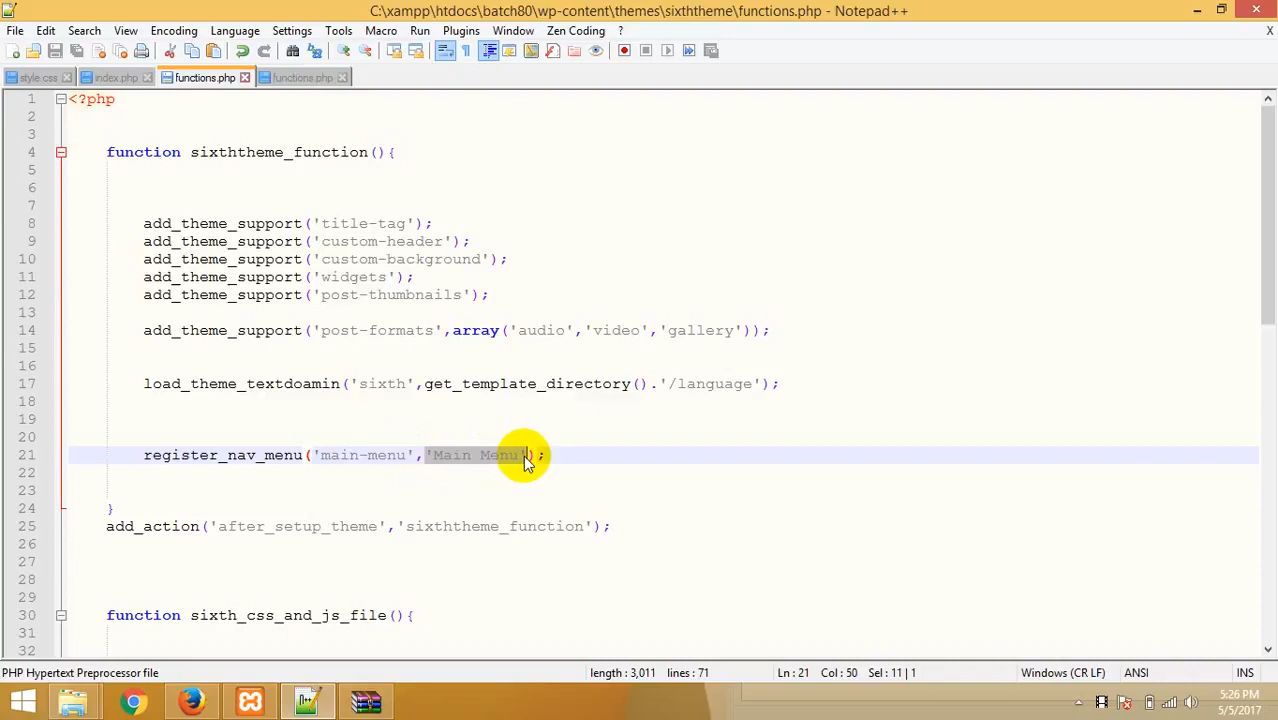 C:\xampp\htdocs\batch80\wp-content\themes\sixththeme\functions.php - Notepad++
File Edit Search View Encoding Language Settings Tools Macro Run Plugins Window Zen Coding ? X
style.css index.php functions.php functions.php
1 <?php
2
3
4 function sixththeme_function(){
5
6
7
8 add_theme_support('title-tag');
9 add_theme_support('custom-header');
10 add_theme_support('custom-background');
11 add_theme_support('widgets');
12 add_theme_support('post-thumbnails');
13
14 add_theme_support('post-formats',array('audio','video','gallery'));
15
16
17 load_theme_textdoamin('sixth',get_template_directory().'/language');
18
19
20
21 register_nav_menu('main-menu','Main Menu');
22
23
24 }
25 add_action('after_setup_theme','sixththeme_function');
26
27
28
29
30 function sixth_css_and_js_file(){
31
32
PHP Hypertext Preprocessor file length : 3,011 lines : 71 Ln : 21 Col : 50 Sel : 11 | 1 Windows (CR LF) ANSI INS
5:26 PM
5/5/2017